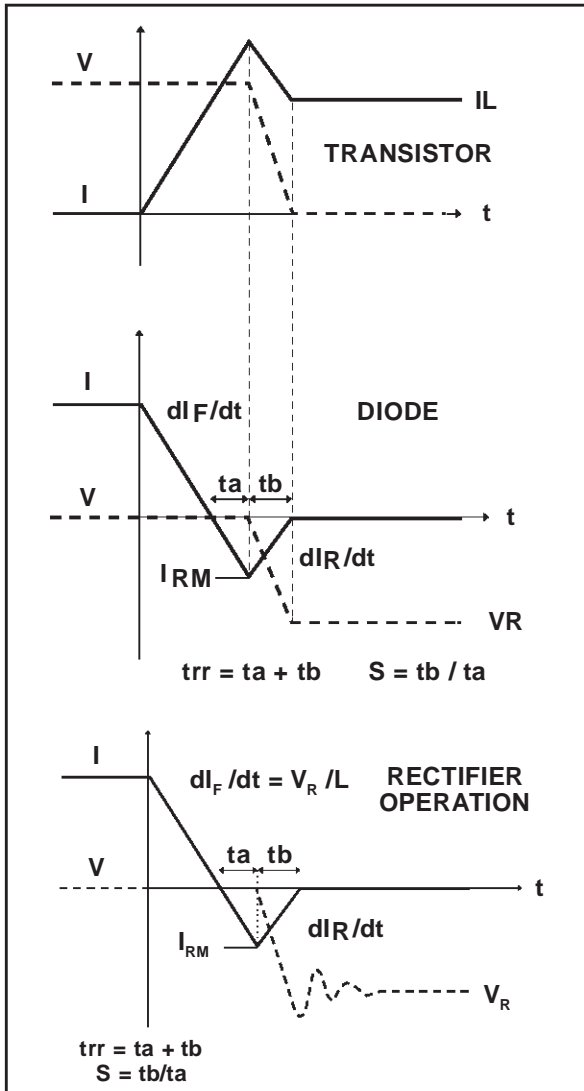 V
IL
TRANSISTOR
I
t
I
dIF/dt
DIODE
ta tb
V
t
IRM
dIR/dt
VR
trr = ta + tb S = tb / ta
I
dIF/dt = VR/L
RECTIFIER
OPERATION
ta tb
V
t
IRM
dIR/dt
VR
trr = ta + tb
S = tb/ta